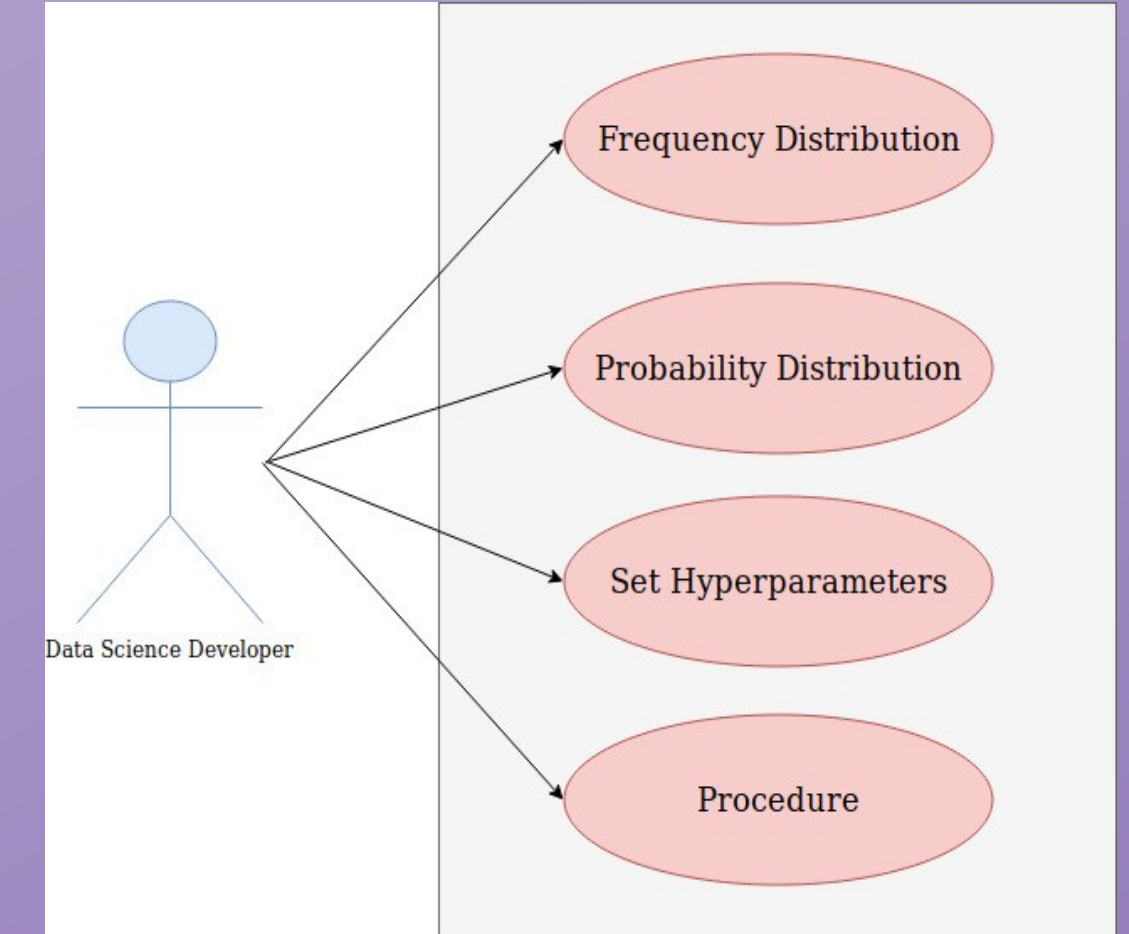 Frequency Distribution
Probability Distribution
Set Hyperparameters
Data Science Developer
Procedure